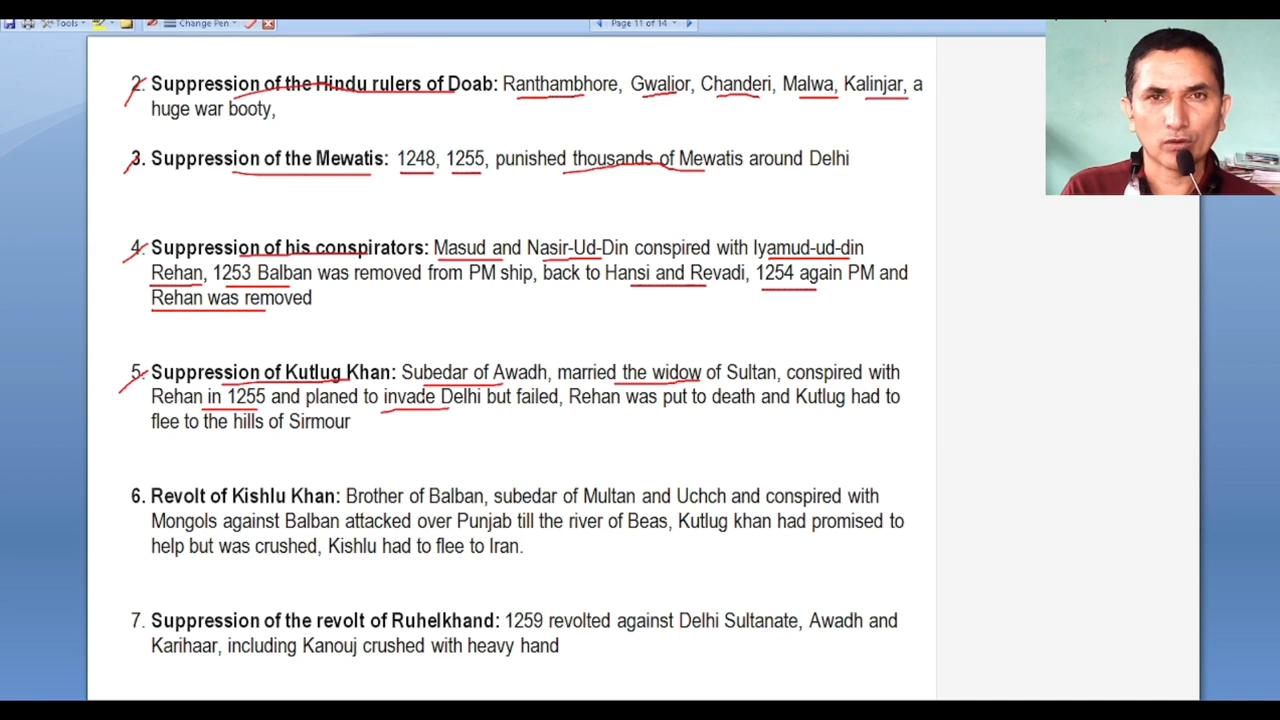 Tools
Change Pen
Page 11 of 14
2. Suppression of the Hindu rulers of Doab: Ranthambhore, Gwalior, Chanderi, Malwa, Kalinjar, a
huge war booty,
3. Suppression of the Mewatis: 1248, 1255, punished thousands of Mewatis around Delhi
4. Suppression of his conspirators: Masud and Nasir-Ud-Din conspired with Iyamud-ud-din
Rehan, 1253 Balban was removed from PM ship, back to Hansi and Revadi, 1254 again PM and
Rehan was removed
5. Suppression of Kutlug Khan: Subedar of Awadh, married the widow of Sultan, conspired with
Rehan in 1255 and planed to invade Delhi but failed, Rehan was put to death and Kutlug had to
flee to the hills of Sirmour
6. Revolt of Kishlu Khan: Brother of Balban, subedar of Multan and Uchch and conspired with
Mongols against Balban attacked over Punjab till the river of Beas, Kutlug khan had promised to
help but was crushed, Kishlu had to flee to Iran.
7. Suppression of the revolt of Ruhelkhand: 1259 revolted against Delhi Sultanate, Awadh and
Karihaar, including Kanouj crushed with heavy hand